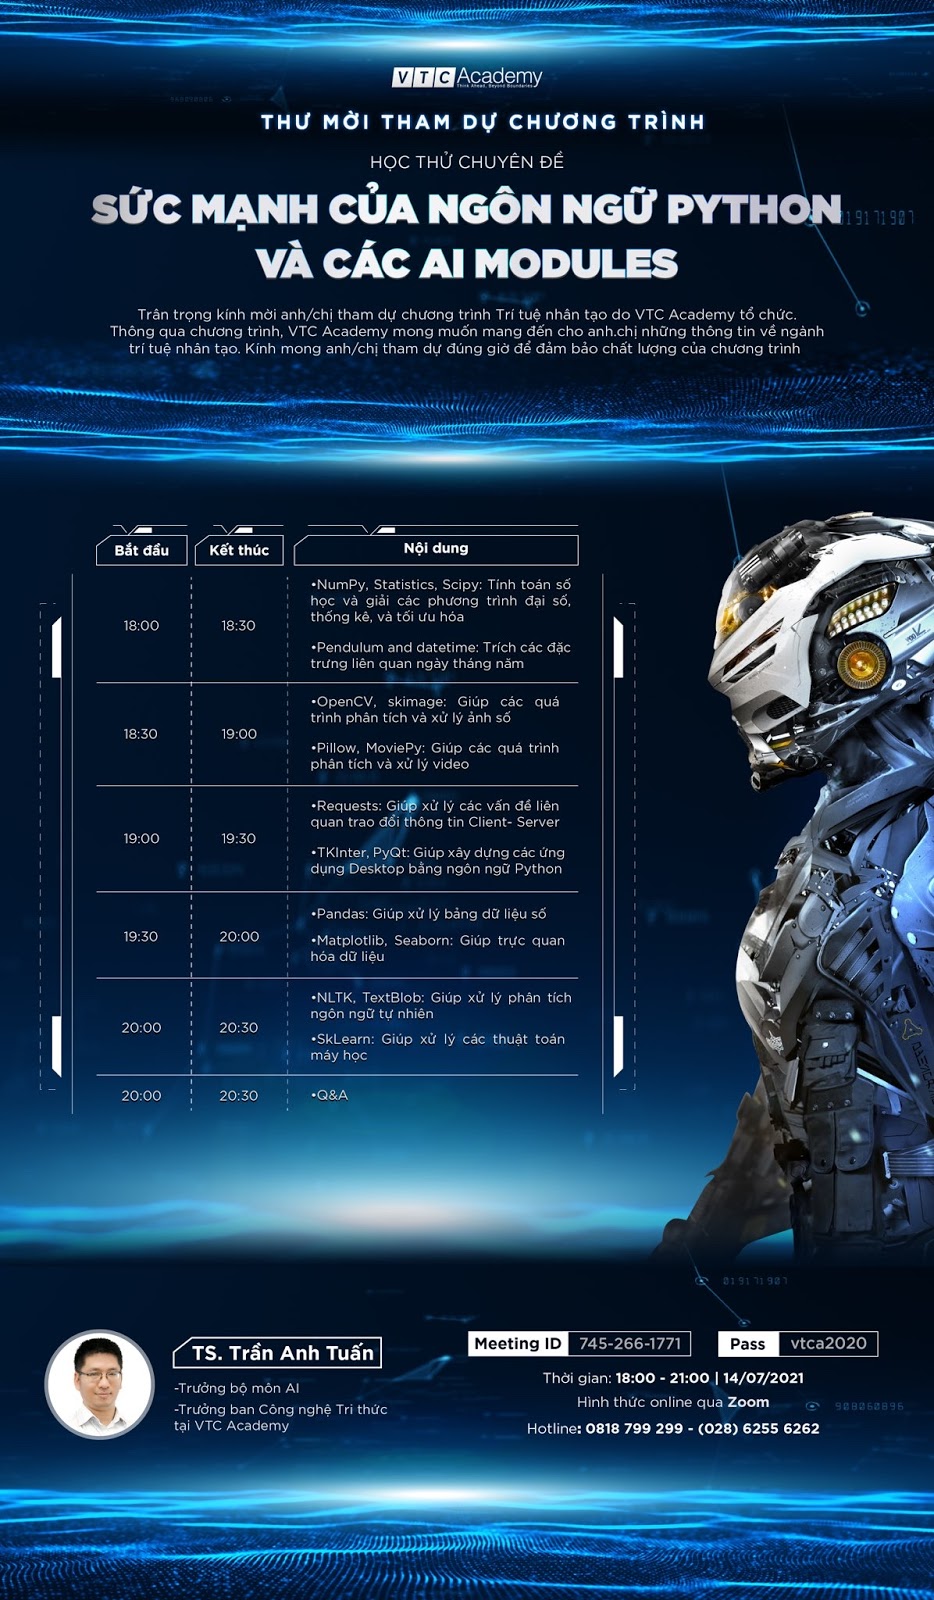 VTC Academy
Think Ahead, Beyond Boundaries
THƯ MỜI THAM DỰ CHƯƠNG TRÌNH
HỌC THỬ CHUYÊN ĐỀ
SỨC MẠNH CỦA NGÔN NGỮ PYTHON
019171907
VÀ CÁC AI MODULES
Trân trọng kính mời anh/chị tham dự chương trình Trí tuệ nhân tạo do VTC Academy tổ chức.
Thông qua chương trình, VTC Academy mong muốn mang đến cho anh.chị những thông tin về ngành
trí tuệ nhân tạo. Kính mong anh/chị tham dự đúng giờ để đảm bảo chất lượng của chương trình
Bắt đầu Kết thúc Nội dung
18:00 18:30
•NumPy, Statistics, Scipy: Tính toán số
học và giải các phương trình đại số,
thống kê, và tối ưu hóa
•Pendulum and datetime: Trích các đặc
trưng liên quan ngày tháng năm
18:30 19:00
•OpenCV, skimage: Giúp các quá
trình phân tích và xử lý ảnh số
•Pillow, MoviePy: Giúp các quá trình
phân tích và xử lý video
19:00 19:30
•Requests: Giúp xử lý các vấn đề liên
quan trao đổi thông tin Client- Server
•TKInter, PyQt: Giúp xây dựng các ứng
dụng Desktop bằng ngôn ngữ Python
19:30 20:00
•Pandas: Giúp xử lý bảng dữ liệu số
•Matplotlib, Seaborn: Giúp trực quan
hóa dữ liệu
20:00 20:30
•NLTK, TextBlob: Giúp xử lý phân tích
ngôn ngữ tự nhiên
•SkLearn: Giúp xử lý các thuật toán
máy học
20:00 20:30 •Q&A
019171907
TS. Trần Anh Tuấn
-Trưởng bộ môn AI
-Trưởng ban Công nghệ Tri thức
tại VTC Academy
Meeting ID 745-266-1771 Pass vtca2020
Thời gian: 18:00 - 21:00 | 14/07/2021
Hình thức online qua Zoom
908060896
Hotline: 0818 799 299 - (028) 6255 6262